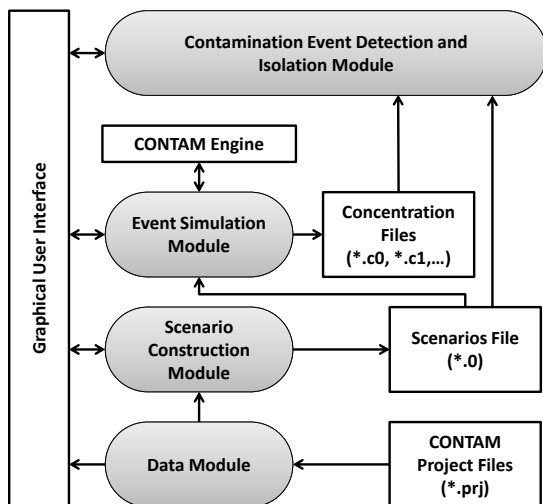 Contamination Event Detection and
Isolation Module
CONTAM Engine
Event Simulation
Module
Concentration
Files
(*.c0, *.c1,…)
Graphical User Interface
Scenario
Construction
Module
Scenarios File
(*.0)
Data Module
CONTAM
Project Files
(*.prj)